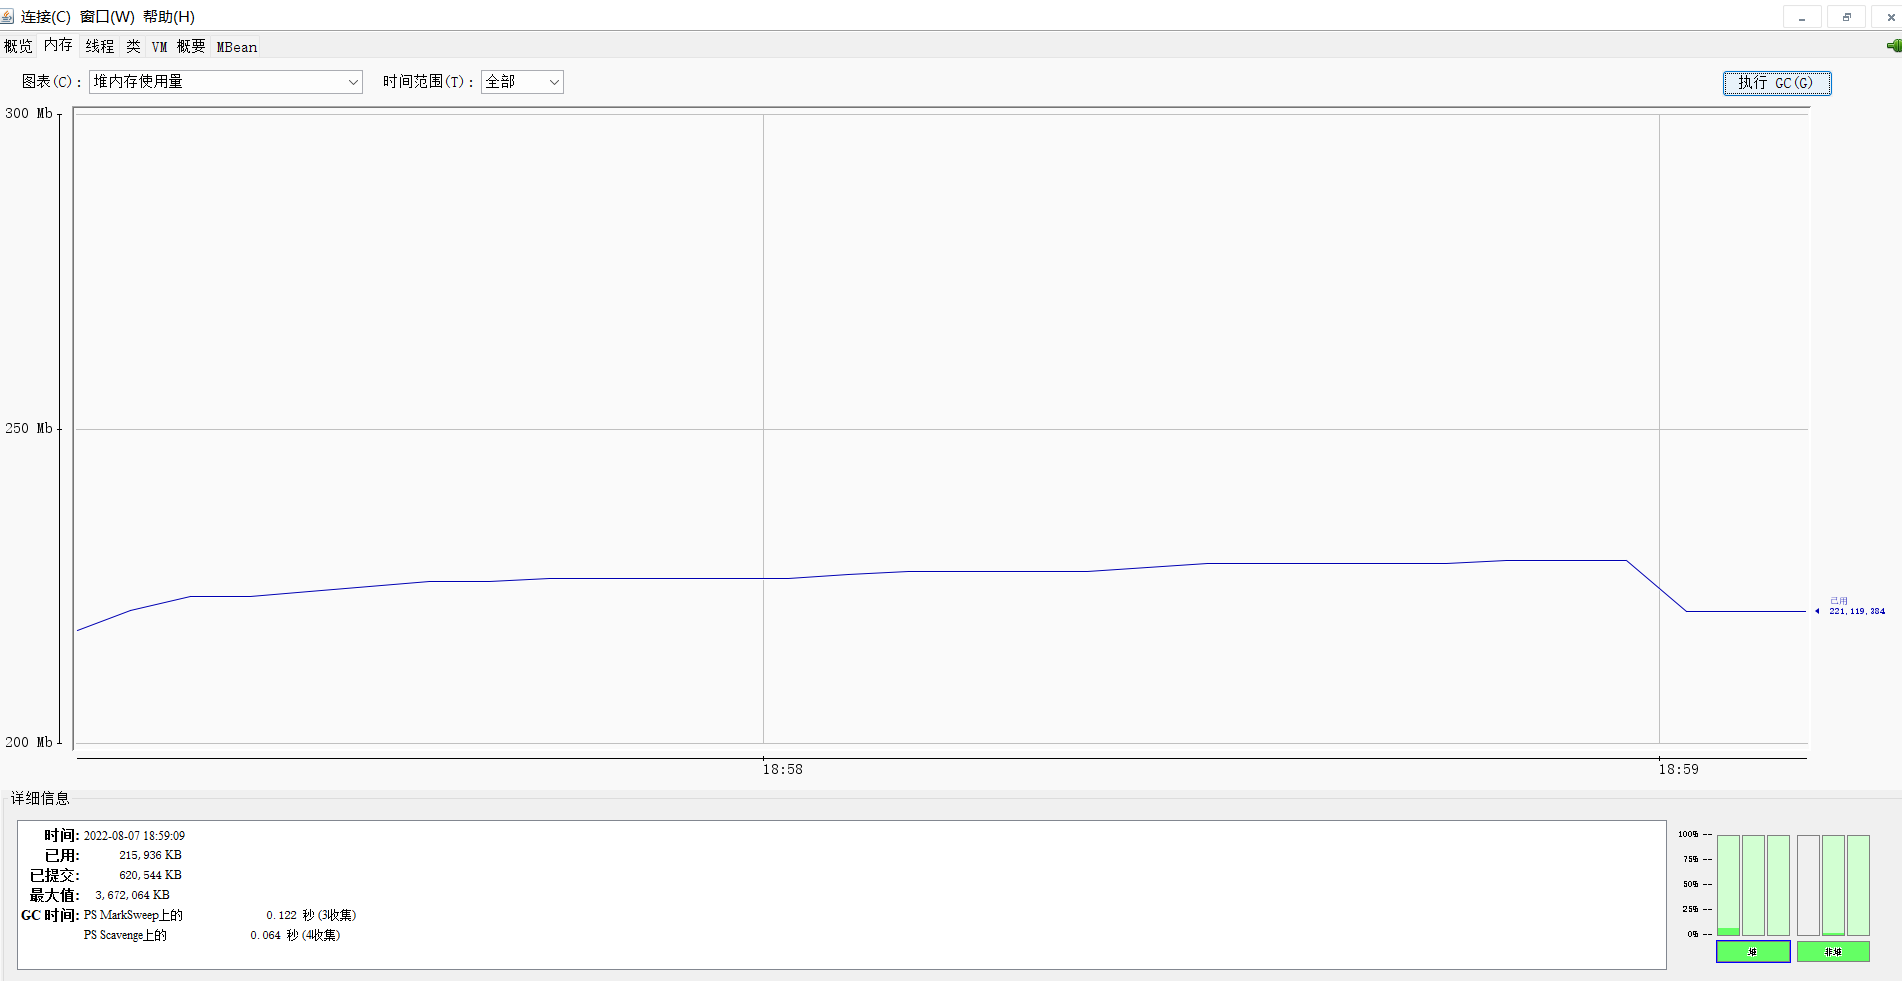 连接(C) 窗口(W) 帮助(H)
概览 内存 线程 类 VM 概要 MBean
图表(C): 堆内存使用量 时间范围(T): 全部 执行 GC(G)
300 Mb
250 Mb
已用
221,119,384
200 Mb
18:58 18:59
详细信息
时间: 2022-08-07 18:59:09
已用: 215,936 KB
已提交: 620,544 KB
最大值: 3,672,064 KB
GC 时间: PS MarkSweep上的 0.122 秒 (3收集)
PS Scavenge上的 0.064 秒 (4收集)
100% --
75% --
50% --
25% --
0% --
堆 非堆